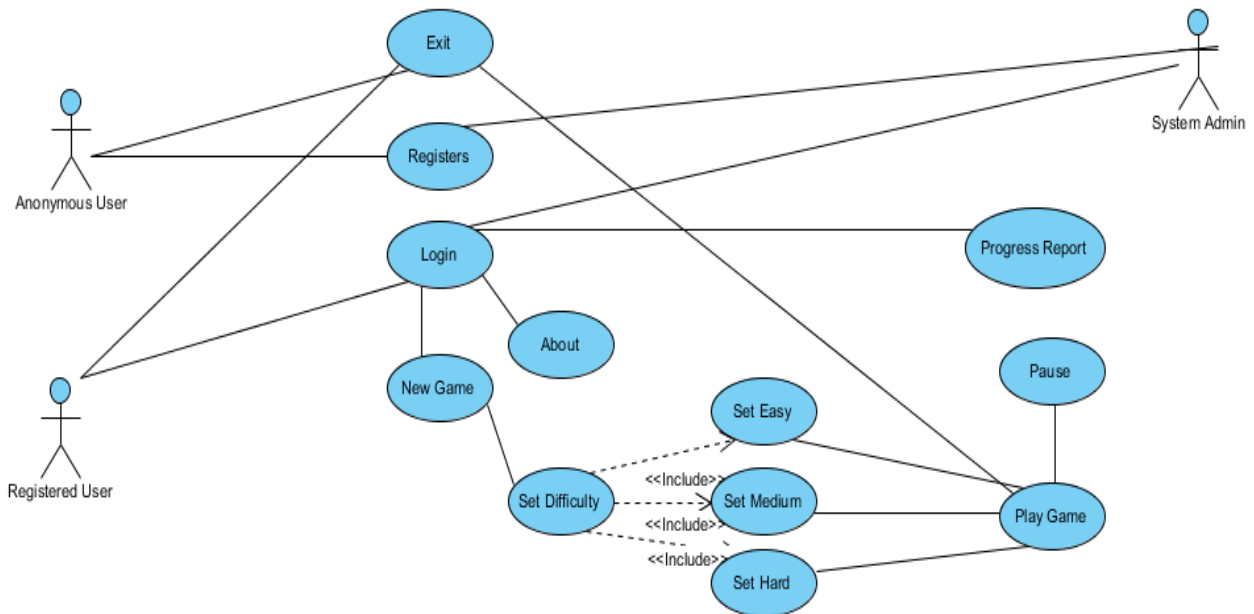 Exit
System Admin
Anonymous User
Registers
Login
Progress Report
About
Pause
New Game
Registered User
Set Easy
<<Include>>
Set Difficulty
Set Medium
<<Include>>
Play Game
<<Include>>
Set Hard